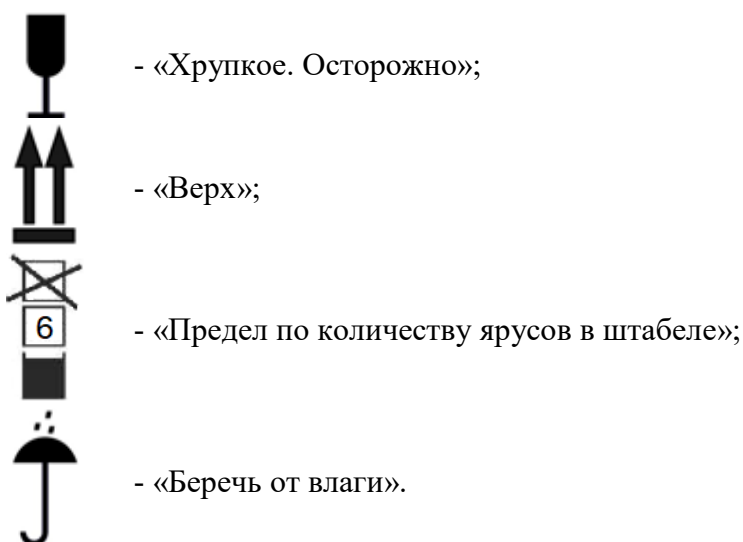 - «Хрупкое. Осторожно»;
- «Верх»;
6
- «Предел по количеству ярусов в штабеле»;
- «Беречь от влаги».